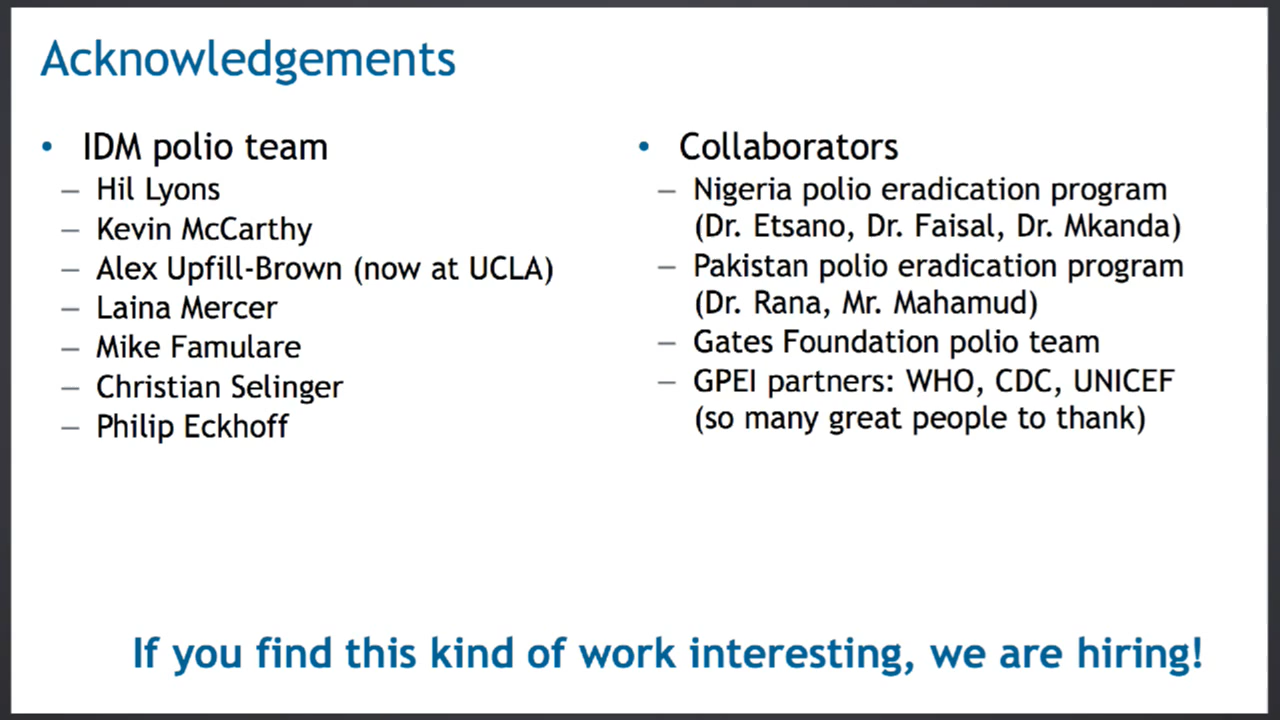 Acknowledgements
• IDM polio team
– Hil Lyons
– Kevin McCarthy
– Alex Upfill-Brown (now at UCLA)
– Laina Mercer
– Mike Famulare
– Christian Selinger
– Philip Eckhoff
• Collaborators
– Nigeria polio eradication program
(Dr. Etsano, Dr. Faisal, Dr. Mkanda)
– Pakistan polio eradication program
(Dr. Rana, Mr. Mahamud)
– Gates Foundation polio team
– GPEI partners: WHO, CDC, UNICEF
(so many great people to thank)
If you find this kind of work interesting, we are hiring!